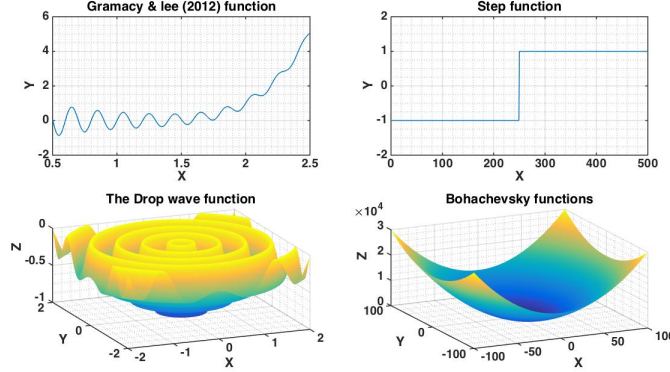 Gramacy & lee (2012) function
6
4
2
0
-2
Y
0.5 1 1.5 2 2.5
X
Step function
2
1
0
-1
-2
Y
0 100 200 300 400 500
X
The Drop wave function
0
-0.5
-1
Z
2
0
-2
Y
-2 -1 0 1 2
X
Bohachevsky functions
×10⁴
3
2
1
0
Z
100
0
-100
Y
-100 -50 0 50 100
X